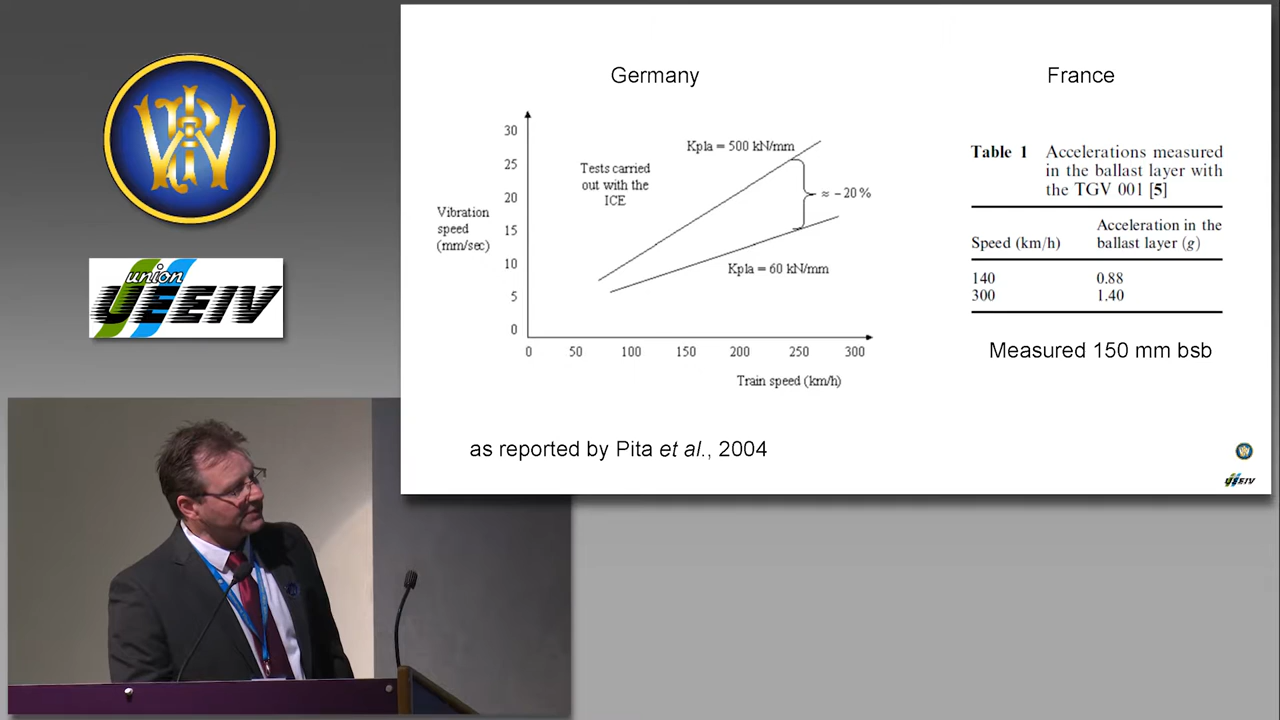 Germany
France
30
25
20
15
10
5
0
Vibration
speed
(mm/sec)
Tests carried
out with the
ICE
Kpla = 500 kN/mm
≈ – 20 %
Kpla = 60 kN/mm
0 50 100 150 200 250 300
Train speed (km/h)
Table 1 Accelerations measured
in the ballast layer with
the TGV 001 [5]
Acceleration in the
Speed (km/h) ballast layer (g)
140 0.88
300 1.40
Measured 150 mm bsb
as reported by Pita et al., 2004
PWI
union
UEEIV
UEEIV